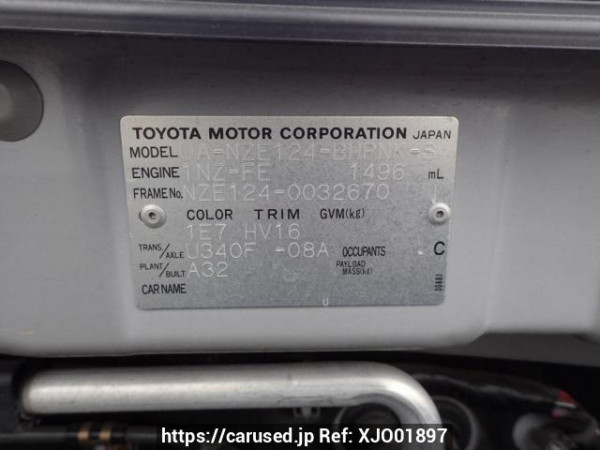 TOYOTA MOTOR CORPORATION JAPAN
MODEL UA-NZE124-BHPNK-S
ENGINE 1NZ-FE 1496 mL
FRAME No. NZE124-0032670
COLOR TRIM GVM(kg)
1E7 HV16
TRANS./AXLE U340F -08A OCCUPANTS C
PLANT/BUILT A32 PAYLOAD MASS(kg)
CAR NAME
https://carused.jp Ref: XJO01897